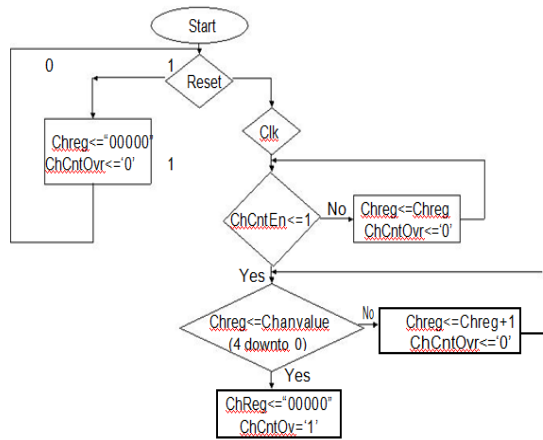 Start
0
1
Reset
Chreg<=“00000”
ChCntOvr<=‘0’
1
Clk
ChCntEn<=1
No
Chreg<=Chreg
ChCntOvr<=‘0’
Yes
Chreg<=Chanvalue
(4 downto 0)
No
Chreg<=Chreg+1
ChCntOvr<=‘0’
Yes
ChReg<=“00000”
ChCntOv=‘1’